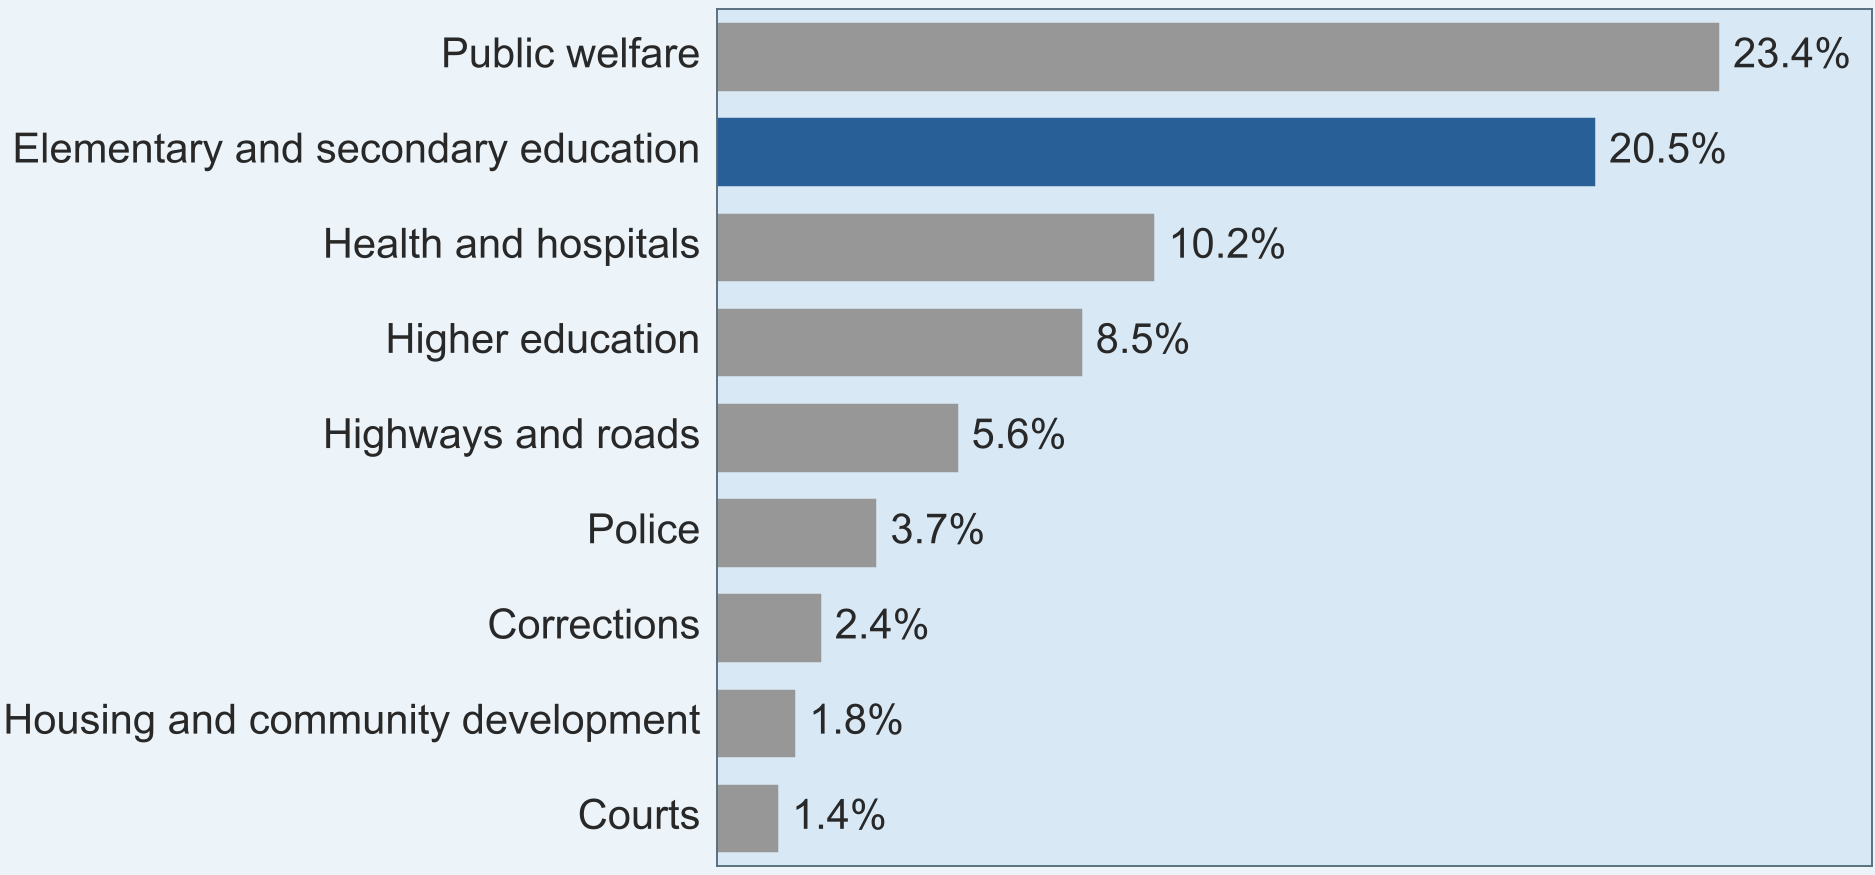 Public welfare 23.4%
Elementary and secondary education 20.5%
Health and hospitals 10.2%
Higher education 8.5%
Highways and roads 5.6%
Police 3.7%
Corrections 2.4%
Housing and community development 1.8%
Courts 1.4%